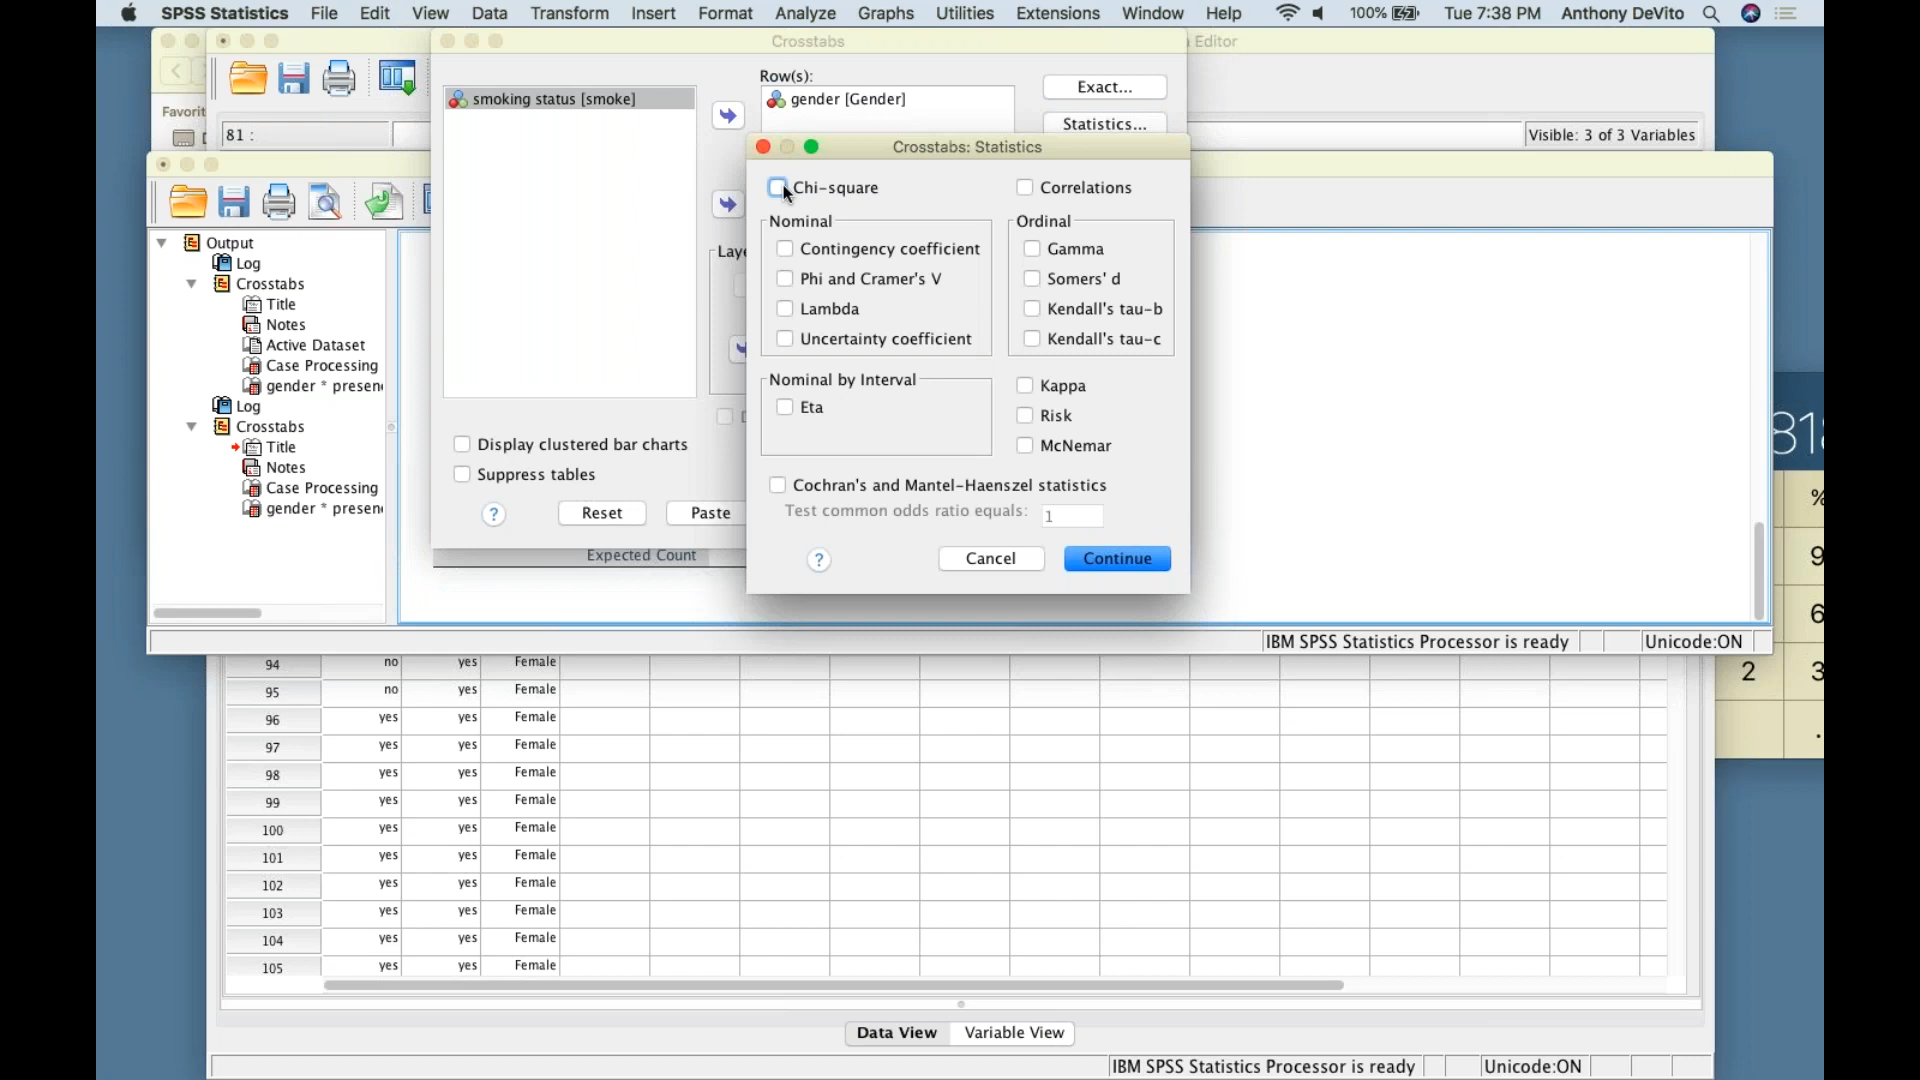 SPSS Statistics File Edit View Data Transform Insert Format Analyze Graphs Utilities Extensions Window Help 100% Tue 7:38 PM Anthony DeVito
Crosstabs
Editor
Favorit
81 :
Visible: 3 of 3 Variables
smoking status [smoke]
Row(s):
gender [Gender]
Exact...
Statistics...
Display clustered bar charts
Suppress tables
? Reset Paste
Expected Count
Crosstabs: Statistics
Chi-square
Correlations
Nominal
Contingency coefficient
Phi and Cramer's V
Lambda
Uncertainty coefficient
Ordinal
Gamma
Somers' d
Kendall's tau-b
Kendall's tau-c
Nominal by Interval
Eta
Kappa
Risk
McNemar
Cochran's and Mantel-Haenszel statistics
Test common odds ratio equals: 1
? Cancel Continue
Output
Log
Crosstabs
Title
Notes
Active Dataset
Case Processing
gender * presen
Log
Crosstabs
Title
Notes
Case Processing
gender * presen
IBM SPSS Statistics Processor is ready
Unicode:ON
94 no yes Female
95 no yes Female
96 yes yes Female
97 yes yes Female
98 yes yes Female
99 yes yes Female
100 yes yes Female
101 yes yes Female
102 yes yes Female
103 yes yes Female
104 yes yes Female
105 yes yes Female
Data View Variable View
IBM SPSS Statistics Processor is ready
Unicode:ON
%
9
6
2 3
.